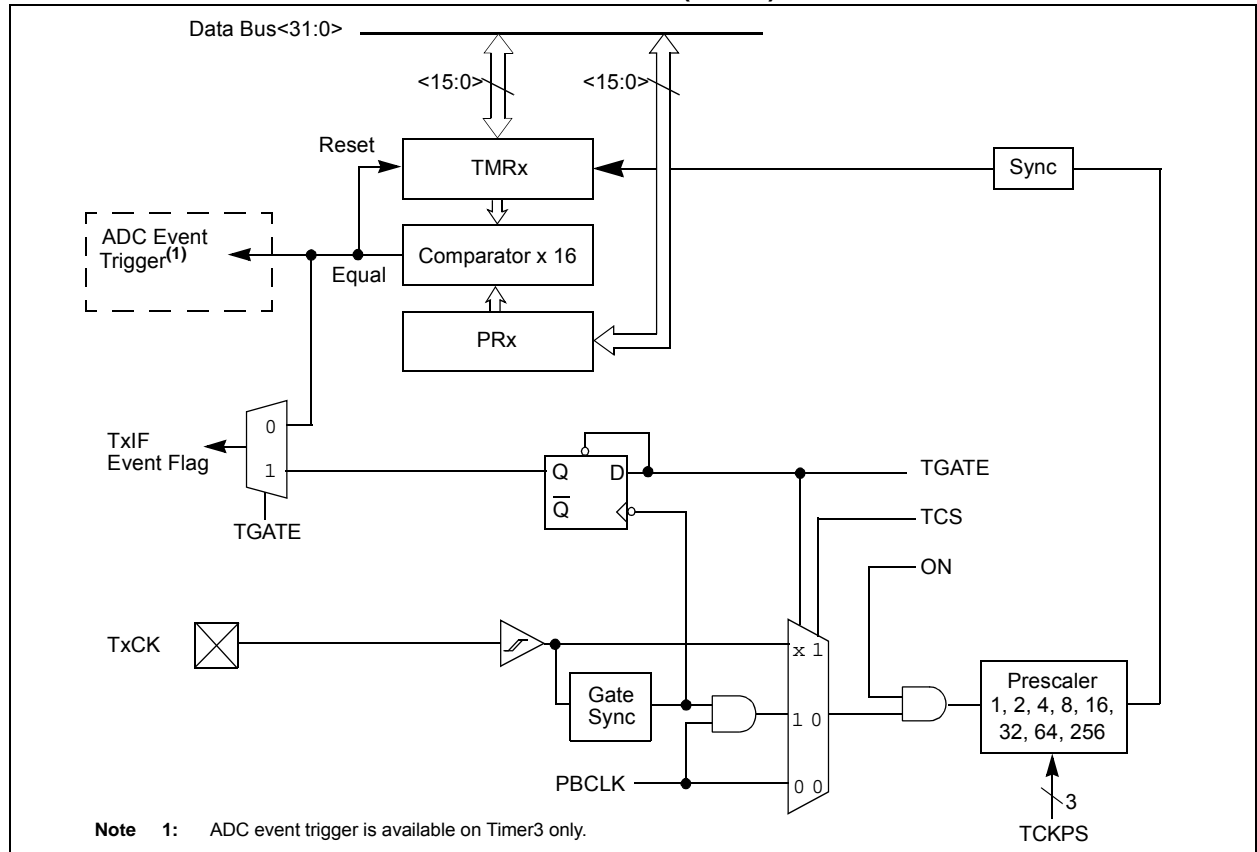 Data Bus<31:0>
<15:0>
<15:0>
Reset
TMRx
Sync
ADC Event
Trigger(1)
Equal
Comparator x 16
PRx
0
1
TxIF
Event Flag
TGATE
Q
D
Q
TGATE
TCS
ON
TxCK
x 1
Gate
Sync
1 0
Prescaler
1, 2, 4, 8, 16,
32, 64, 256
PBCLK
0 0
3
TCKPS
Note 1: ADC event trigger is available on Timer3 only.